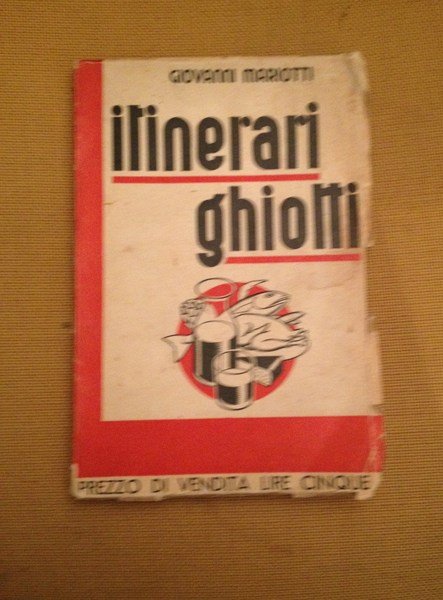 GIOVANNI MARIOTTI
itinerari
ghiotti
PREZZO DI VENDITA LIRE CINQUE